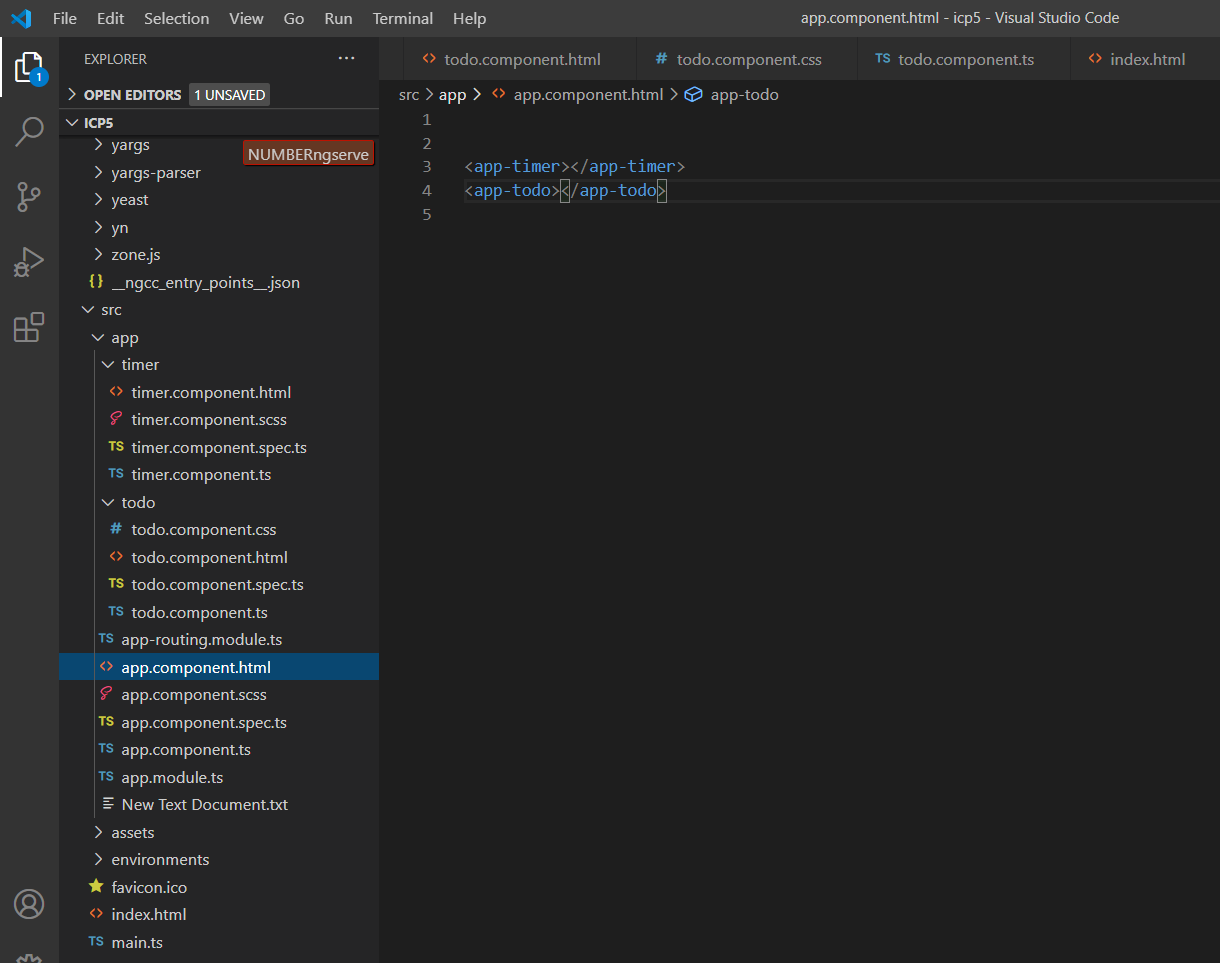 File Edit Selection View Go Run Terminal Help app.component.html - icp5 - Visual Studio Code
EXPLORER ···
todo.component.html # todo.component.css TS todo.component.ts index.html
1
OPEN EDITORS 1 UNSAVED
src > app > app.component.html > app-todo
ICP5
yargs
NUMBERngserve
yargs-parser
yeast
yn
zone.js
{} __ngcc_entry_points__.json
src
app
timer
timer.component.html
timer.component.scss
TS timer.component.spec.ts
TS timer.component.ts
todo
# todo.component.css
todo.component.html
TS todo.component.spec.ts
TS todo.component.ts
TS app-routing.module.ts
app.component.html
app.component.scss
TS app.component.spec.ts
TS app.component.ts
TS app.module.ts
New Text Document.txt
assets
environments
favicon.ico
index.html
TS main.ts
1
2
3 <app-timer></app-timer>
4 <app-todo></app-todo>
5